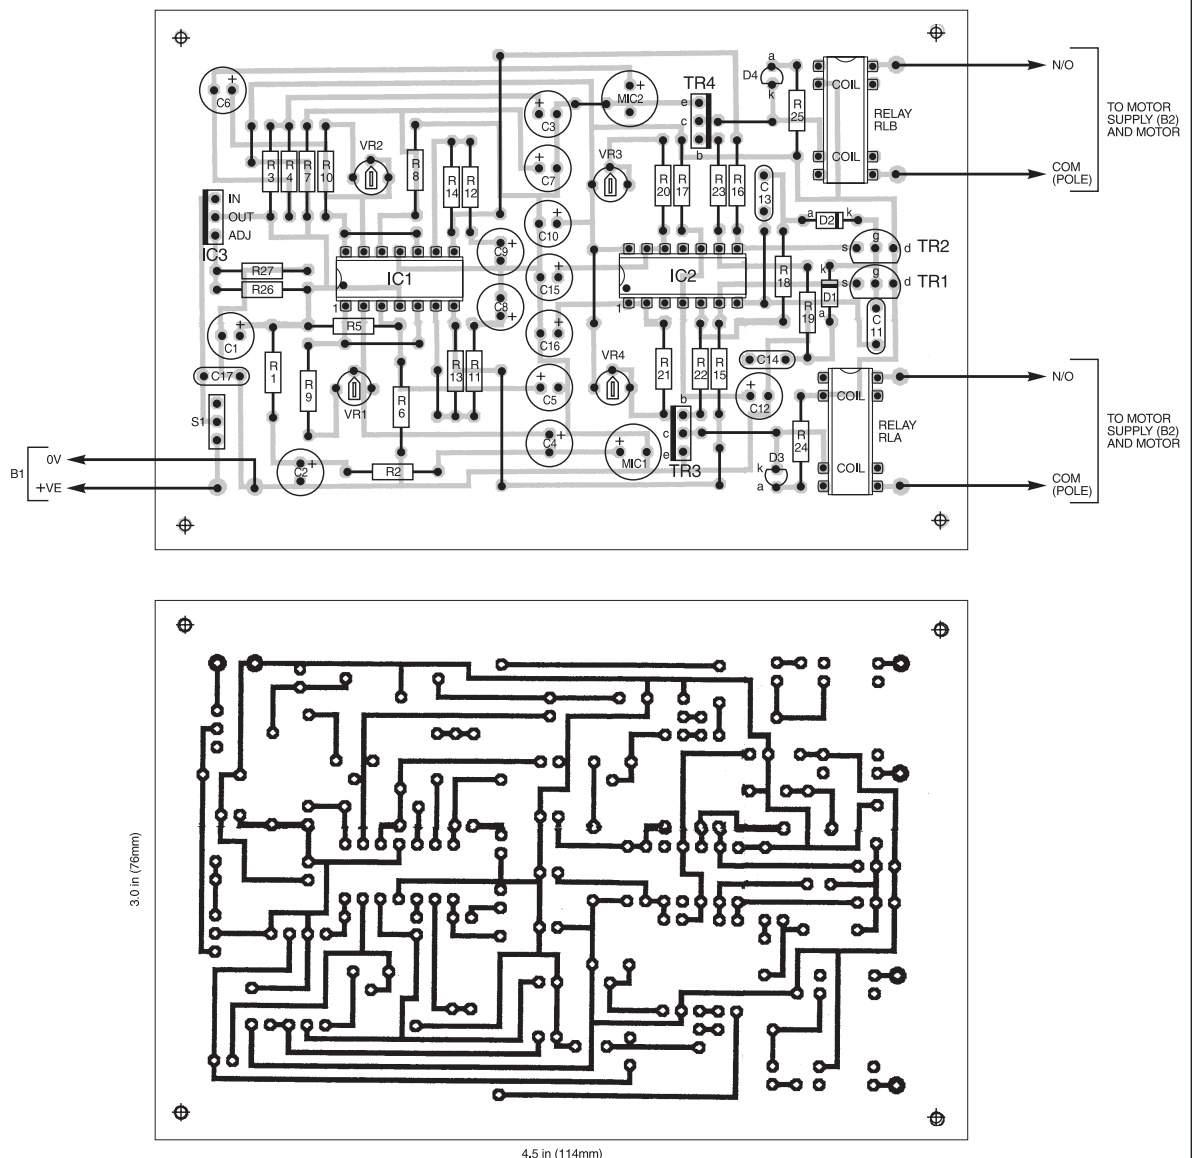 a
D4
k
TR4
e
c
b
C6
+
MIC2
+
C3
+
C7
+
R 25
COIL
COIL
RELAY
RLB
N/O
TO MOTOR
SUPPLY (B2)
AND MOTOR
COM
(POLE)
R 3
R 4
R 7
R 10
VR2
R 8
R 14
R 12
VR3
R 20
R 17
R 23
R 16
C 13
IN
OUT
ADJ
IC3
C10
+
C9
+
a
D2
k
s
g
d
TR2
s
g
d
TR1
R27
R26
IC1
1
C15
+
C8
+
IC2
1
R 18
R 19
k
D1
a
C 11
C1
+
R5
C16
+
C17
R 1
R 9
VR1
R 6
R 13
R 11
C5
+
VR4
R 21
R 22
R 15
C14
C12
+
S1
C4
+
MIC1
+
b
c
e
TR3
R 24
D3
k
a
COIL
COIL
RELAY
RLA
N/O
TO MOTOR
SUPPLY (B2)
AND MOTOR
COM
(POLE)
B1
0V
+VE
C2
+
R2
3.0 in (76mm)
4.5 in (114mm)